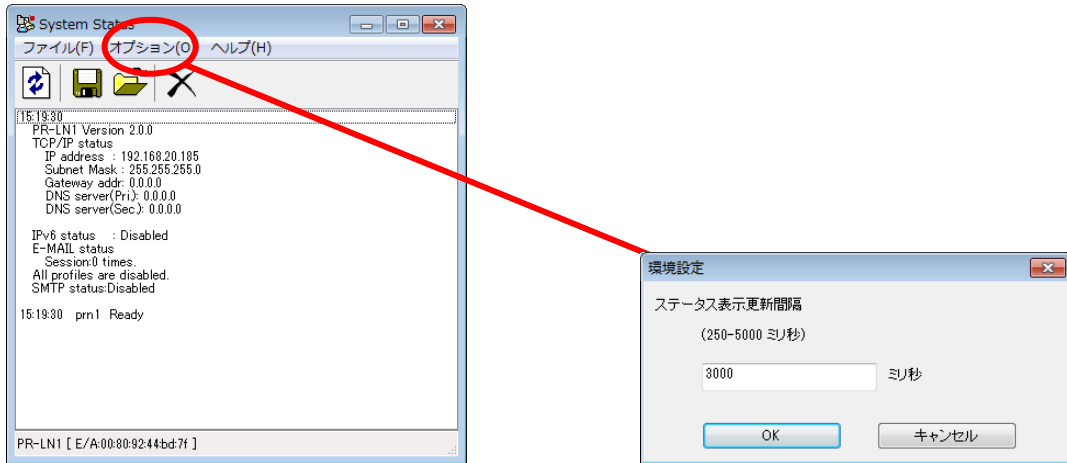 System Status
ファイル(F) オプション(O) ヘルプ(H)
15:19:30
PR-LN1 Version 2.0.0
TCP/IP status
IP address : 192.168.20.185
Subnet Mask : 255.255.255.0
Gateway addr: 0.0.0.0
DNS server(Pri.): 0.0.0.0
DNS server(Sec.): 0.0.0.0
IPv6 status : Disabled
E-MAIL status
Session:0 times.
All profiles are disabled.
SMTP status:Disabled
15:19:30 prn1 Ready
PR-LN1 [ E/A:00:80:92:44:bd:7f ]
環境設定
ステータス表示更新間隔
(250-5000 ミリ秒)
3000 ミリ秒
OK キャンセル